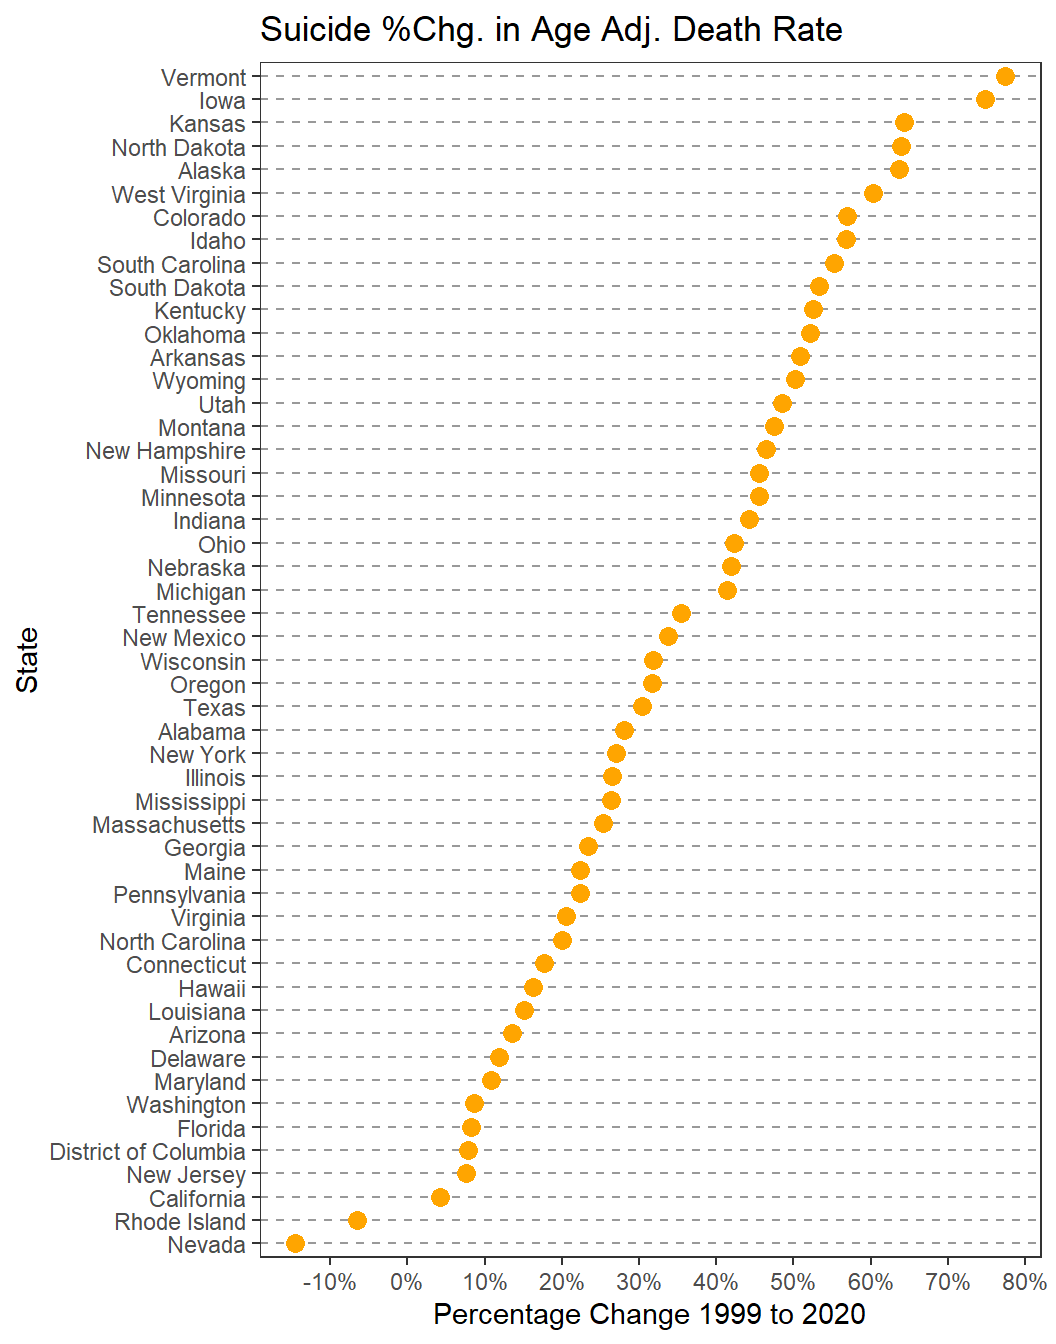 Suicide %Chg. in Age Adj. Death Rate
Vermont
Iowa
Kansas
North Dakota
Alaska
West Virginia
Colorado
Idaho
South Carolina
South Dakota
Kentucky
Oklahoma
Arkansas
Wyoming
Utah
Montana
New Hampshire
Missouri
Minnesota
Indiana
Ohio
Nebraska
Michigan
Tennessee
New Mexico
Wisconsin
Oregon
Texas
Alabama
New York
Illinois
Mississippi
Massachusetts
Georgia
Maine
Pennsylvania
Virginia
North Carolina
Connecticut
Hawaii
Louisiana
Arizona
Delaware
Maryland
Washington
Florida
District of Columbia
New Jersey
California
Rhode Island
Nevada
State
-10% 0% 10% 20% 30% 40% 50% 60% 70% 80%
Percentage Change 1999 to 2020